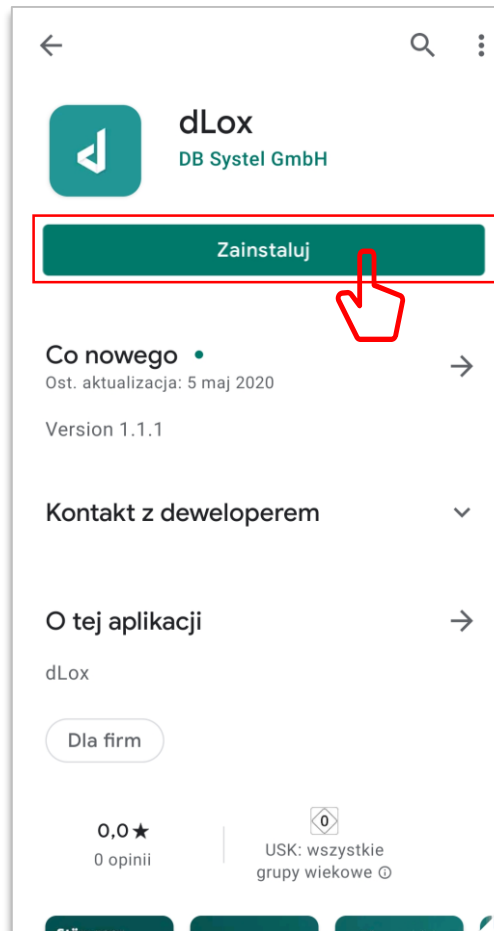 dLox
DB Systel GmbH
Zainstaluj
Co nowego
Ost. aktualizacja: 5 maj 2020
Version 1.1.1
Kontakt z deweloperem
O tej aplikacji
dLox
Dla firm
0,0★
0 opinii
0
USK: wszystkie
grupy wiekowe